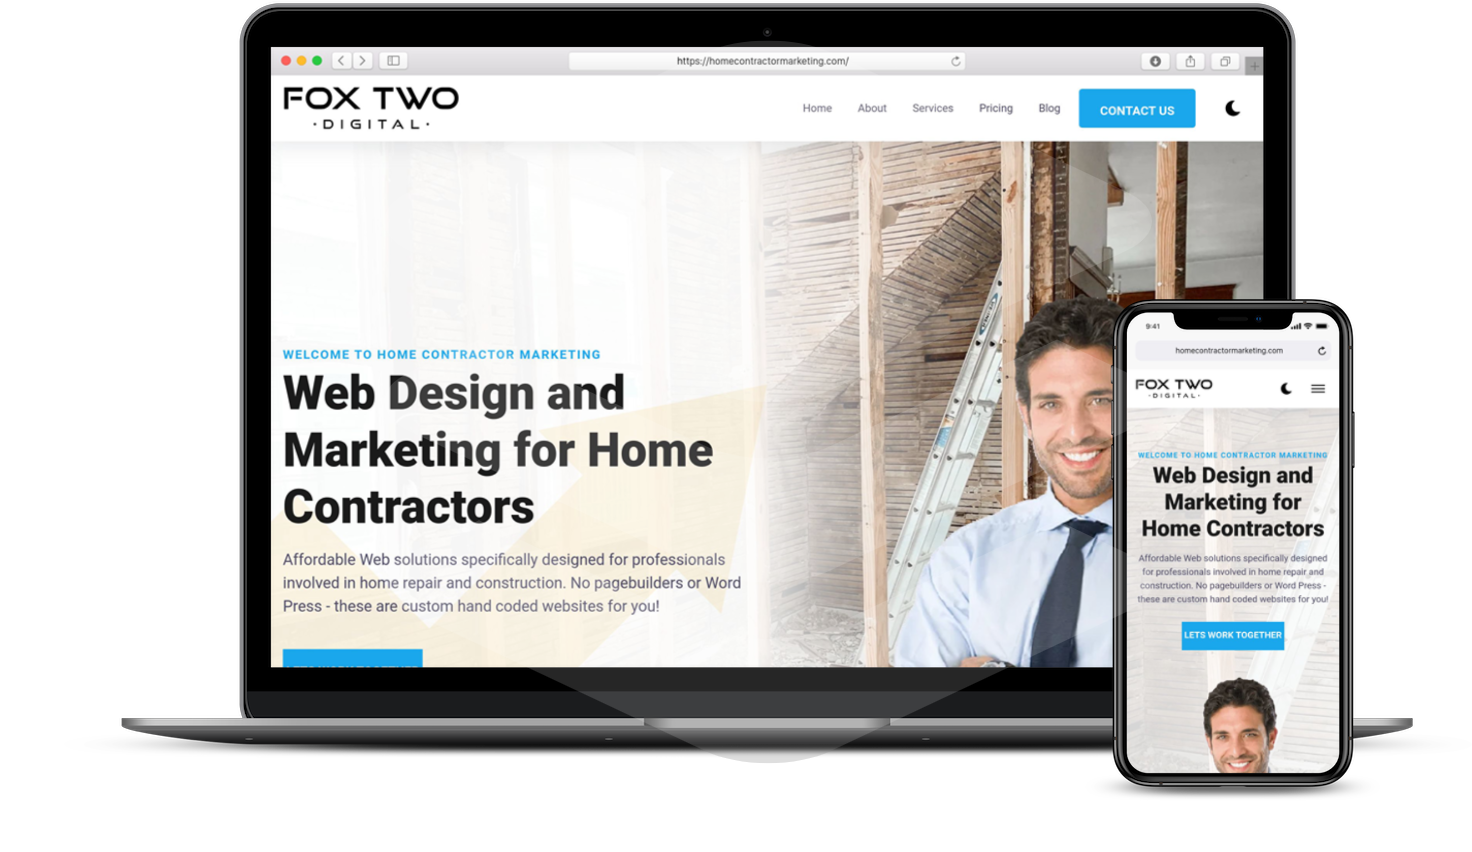 https://homecontractormarketing.com/
FOX TWO
·DIGITAL·
Home About Services Pricing Blog CONTACT US
WELCOME TO HOME CONTRACTOR MARKETING
Web Design and
Marketing for Home
Contractors
Affordable Web solutions specifically designed for professionals
involved in home repair and construction. No pagebuilders or Word
Press - these are custom hand coded websites for you!
9:41
homecontractormarketing.com
FOX TWO
·DIGITAL·
WELCOME TO HOME CONTRACTOR MARKETING
Web Design and
Marketing for
Home Contractors
Affordable Web solutions specifically designed
for professionals involved in home repair and
construction. No pagebuilders or Word Press -
these are custom hand coded websites for you!
LETS WORK TOGETHER